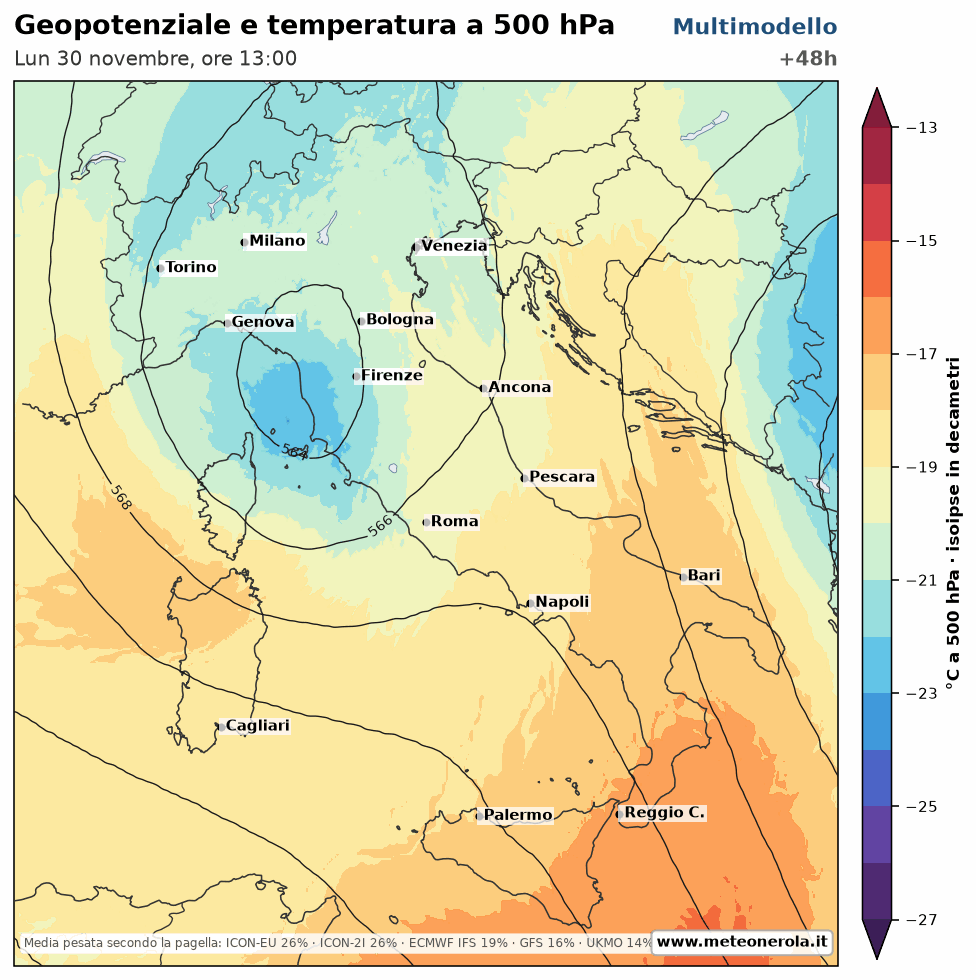 Geopotenziale e temperatura a 500 hPa
Multimodello
Lun 30 novembre, ore 13:00
+48h
−13
−15
−17
−19
−21
−23
−25
−27
°C a 500 hPa · isoipse in decametri
Milano
Venezia
Torino
Genova
Bologna
Firenze
Ancona
564
Pescara
568
566
Roma
Bari
Napoli
Cagliari
Palermo
Reggio C.
Media pesata secondo la pagella: ICON-EU 26% · ICON-2I 26% · ECMWF IFS 19% · GFS 16% · UKMO 14%
www.meteonerola.it